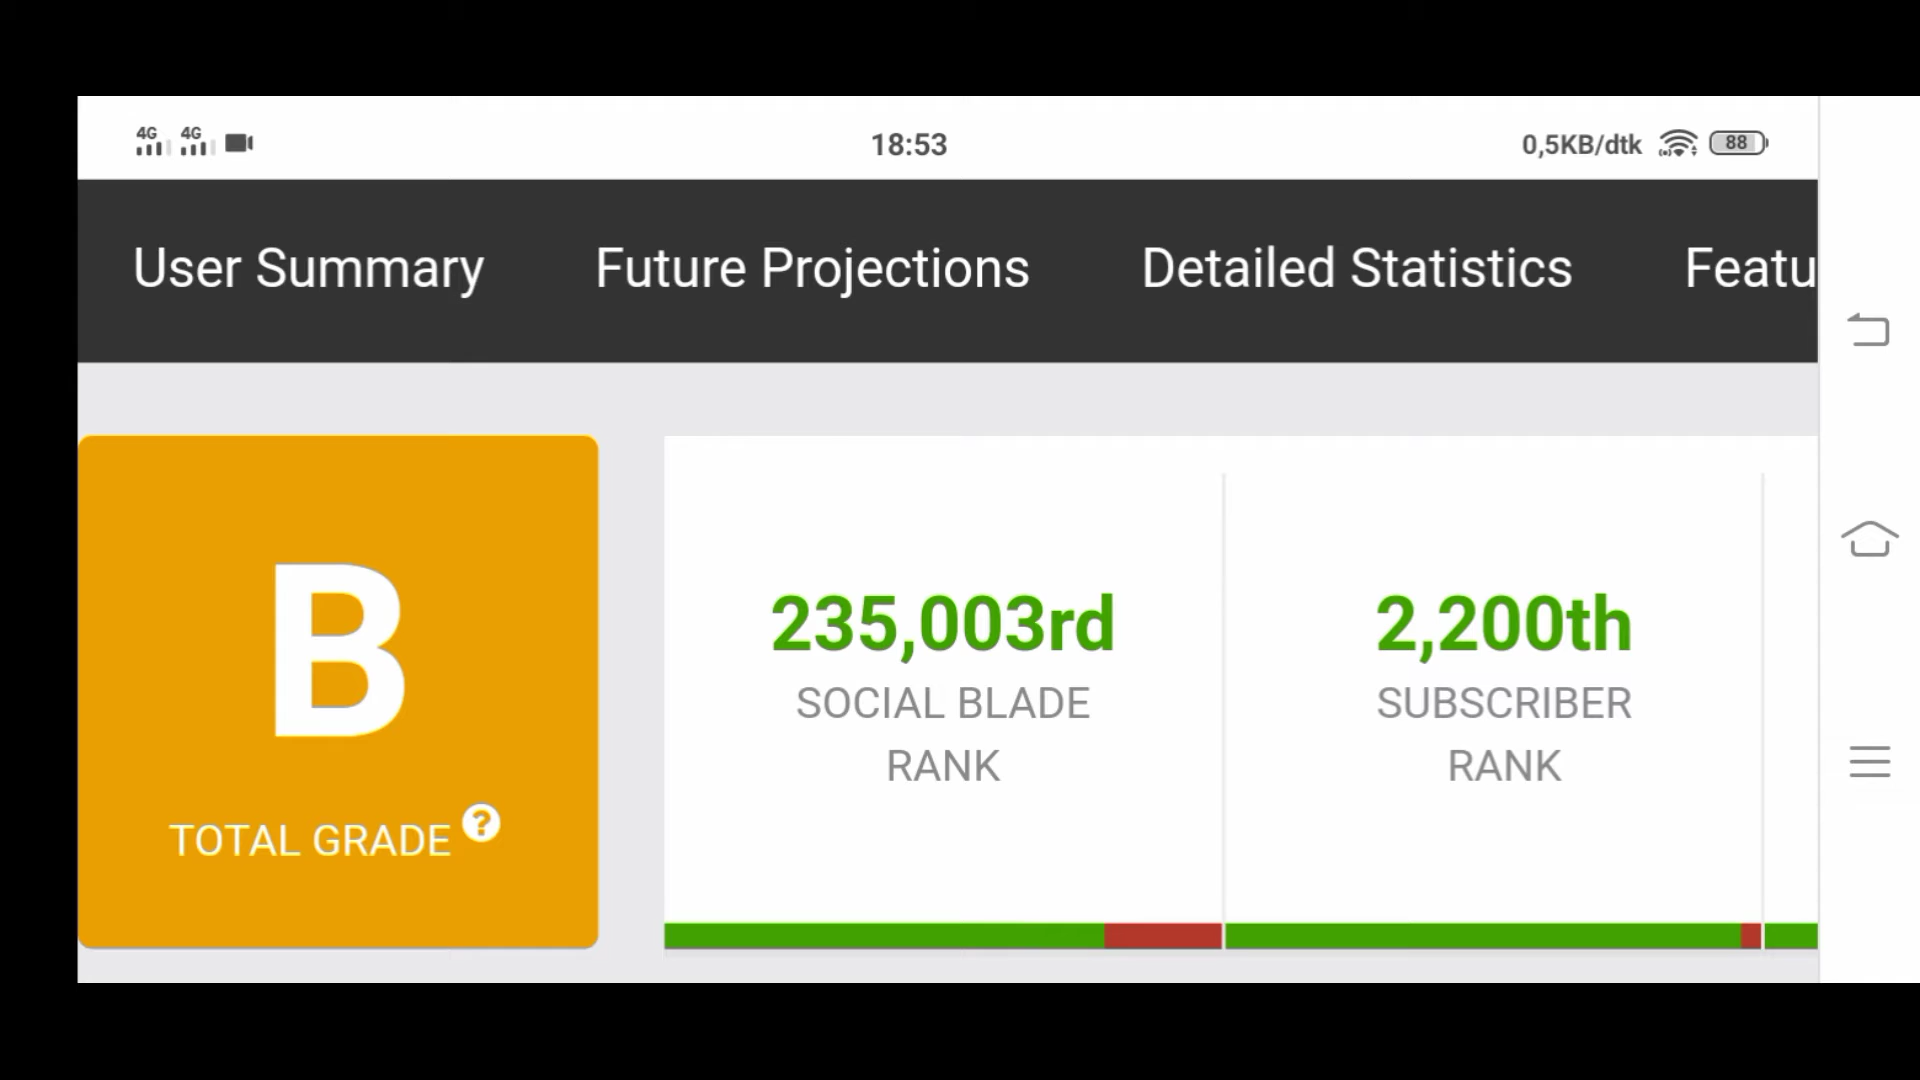 4G 4G 18:53 0,5KB/dtk 88
User Summary Future Projections Detailed Statistics Featu
B
TOTAL GRADE ?
235,003rd
SOCIAL BLADE
RANK
2,200th
SUBSCRIBER
RANK